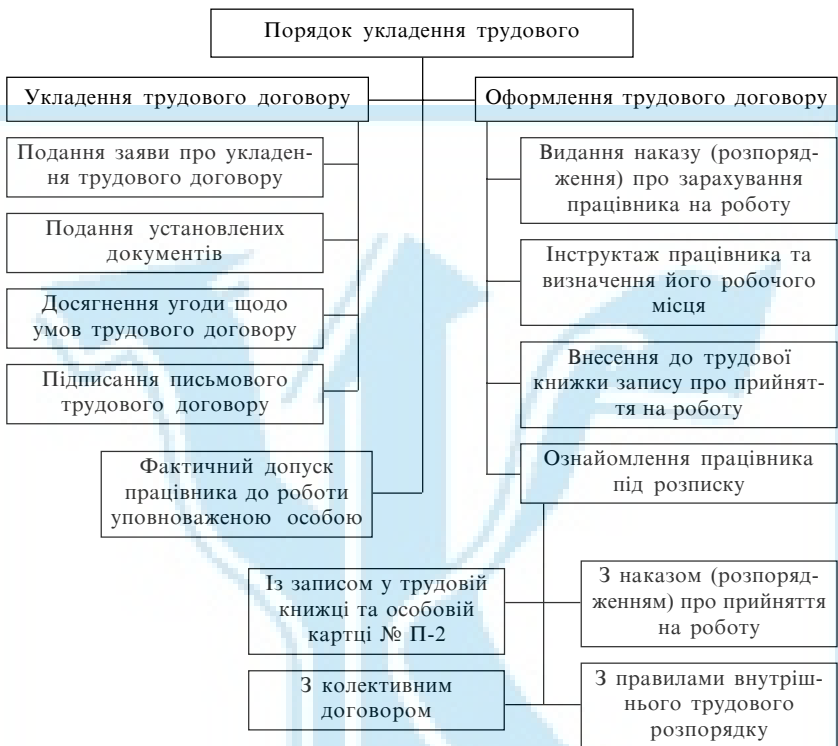 Порядок укладення трудового
Укладення трудового договору
Подання заяви про укладен-
ня трудового договору
Подання установлених
документів
Досягнення угоди щодо
умов трудового договору
Підписання письмового
трудового договору
Фактичний допуск
працівника до роботи
уповноваженою особою
Оформлення трудового договору
Видання наказу (розпоряд-
ження) про зарахування
працівника на роботу
Інструктаж працівника та
визначення його робочого
місця
Внесення до трудової
книжки запису про прийнят-
тя на роботу
Ознайомлення працівника
під розписку
Із записом у трудовій
книжці та особовій
картці № П-2
З наказом (розпоряд-
женням) про прийняття
на роботу
З колективним
договором
З правилами внутріш-
нього трудового
розпорядку